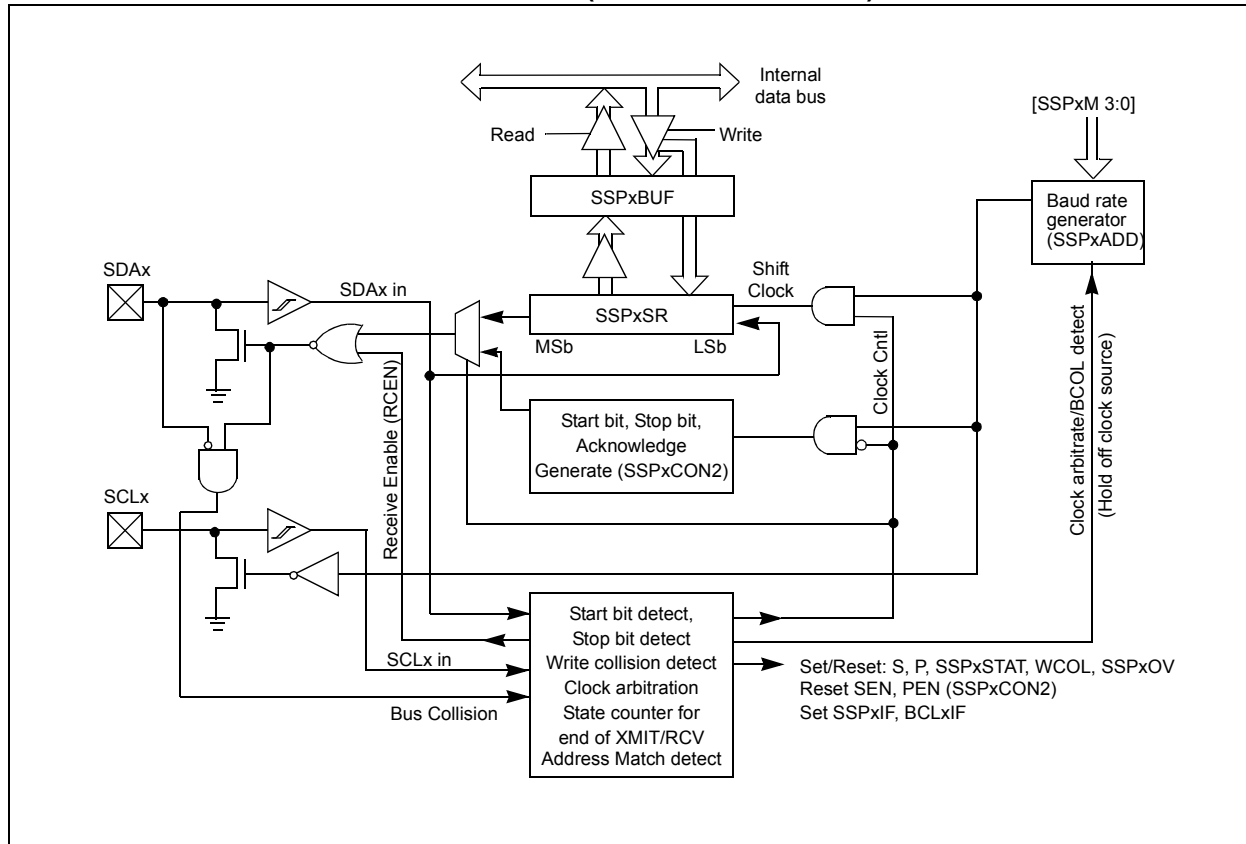 Internal
data bus
[SSPxM 3:0]
Read
Write
SSPxBUF
Baud rate
generator
(SSPxADD)
SDAx
SDAx in
Shift
Clock
SSPxSR
MSb
LSb
Clock Cntl
Clock arbitrate/BCOL detect
(Hold off clock source)
Receive Enable (RCEN)
Start bit, Stop bit,
Acknowledge
Generate (SSPxCON2)
SCLx
SCLx in
Bus Collision
Start bit detect,
Stop bit detect
Write collision detect
Clock arbitration
State counter for
end of XMIT/RCV
Address Match detect
Set/Reset: S, P, SSPxSTAT, WCOL, SSPxOV
Reset SEN, PEN (SSPxCON2)
Set SSPxIF, BCLxIF